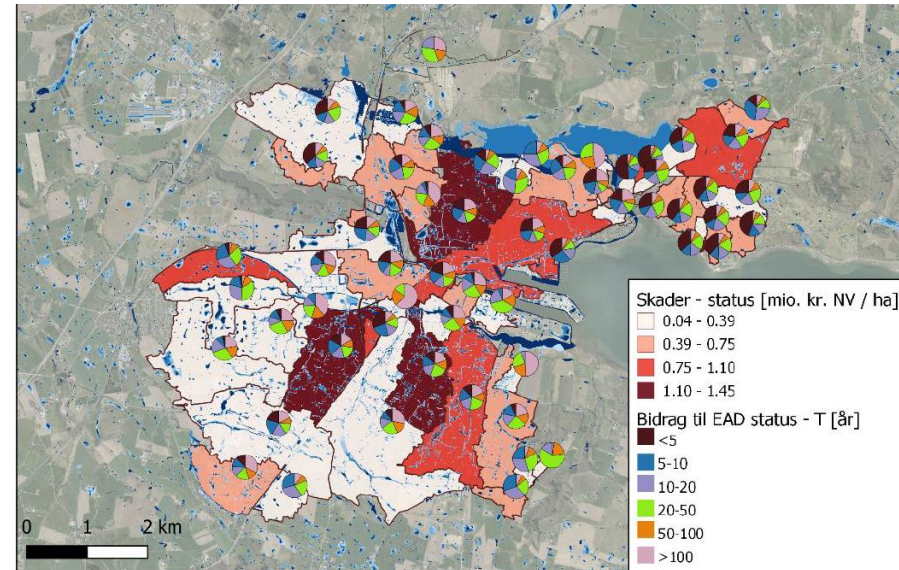 Skader - status [mio. kr. NV / ha]
0.04 - 0.39
0.39 - 0.75
0.75 - 1.10
1.10 - 1.45
Bidrag til EAD status - T [år]
<5
5-10
10-20
20-50
50-100
>100
0 1 2 km